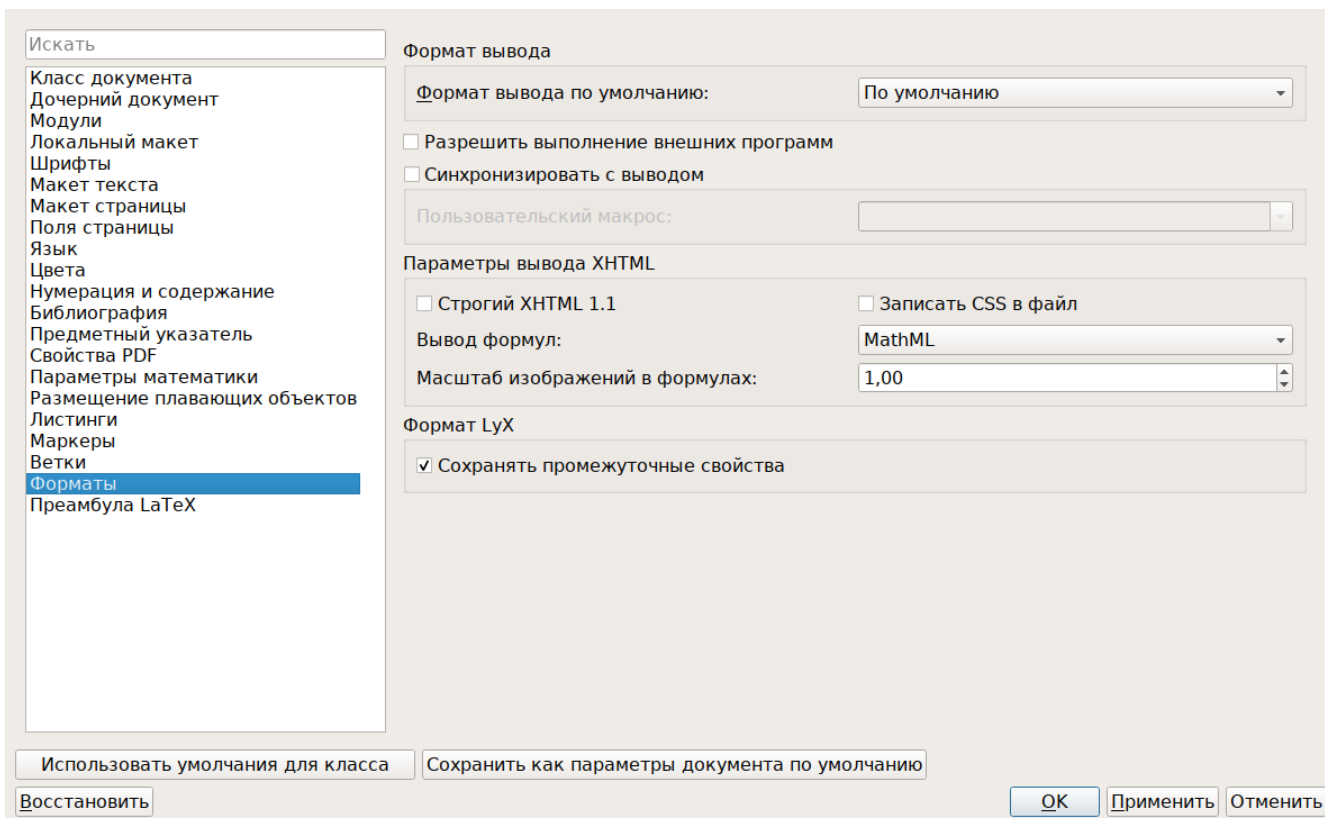 Искать
Класс документа
Дочерний документ
Модули
Локальный макет
Шрифты
Макет текста
Макет страницы
Поля страницы
Язык
Цвета
Нумерация и содержание
Библиография
Предметный указатель
Свойства PDF
Параметры математики
Размещение плавающих объектов
Листинги
Маркеры
Ветки
Форматы
Преамбула LaTeX
Формат вывода
Формат вывода по умолчанию: По умолчанию
Разрешить выполнение внешних программ
Синхронизировать с выводом
Пользовательский макрос:
Параметры вывода XHTML
Строгий XHTML 1.1 Записать CSS в файл
Вывод формул: MathML
Масштаб изображений в формулах: 1,00
Формат LyX
Сохранять промежуточные свойства
Использовать умолчания для класса Сохранить как параметры документа по умолчанию
Восстановить OK Применить Отменить